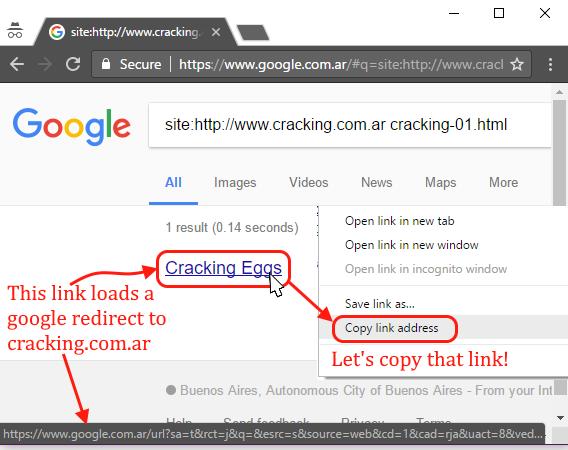 site:http://www.cracking.
Secure https://www.google.com.ar/#q=site:http://www.crac
Google
site:http://www.cracking.com.ar cracking-01.html
All Images Videos News Maps More
1 result (0.14 seconds)
Cracking Eggs
Open link in new tab
Open link in new window
Open link in incognito window
Save link as...
Copy link address
This link loads a
google redirect to
cracking.com.ar
Let's copy that link!
Buenos Aires, Autonomous City of Buenos Aires - From your Int
Help Send feedback Privacy Terms
https://www.google.com.ar/url?sa=t&rct=j&q=&esrc=s&source=web&cd=1&cad=rja&uact=8&ved...